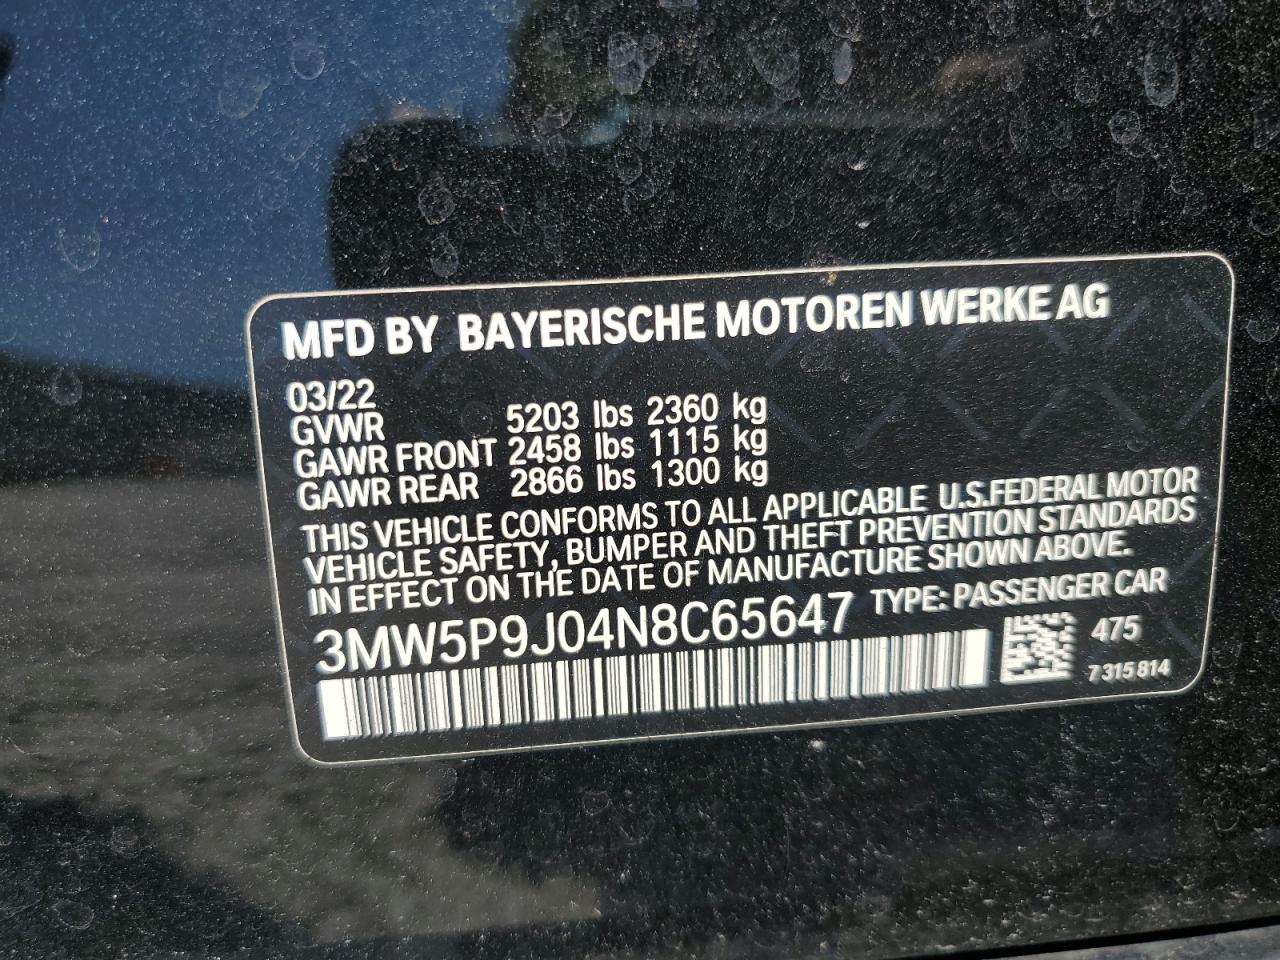 MFD BY BAYERISCHE MOTOREN WERKE AG
03/22
GVWR 5203 lbs 2360 kg
GAWR FRONT 2458 lbs 1115 kg
GAWR REAR 2866 lbs 1300 kg
THIS VEHICLE CONFORMS TO ALL APPLICABLE U.S.FEDERAL MOTOR
VEHICLE SAFETY, BUMPER AND THEFT PREVENTION STANDARDS
IN EFFECT ON THE DATE OF MANUFACTURE SHOWN ABOVE.
3MW5P9J04N8C65647 TYPE: PASSENGER CAR
475
7 315 814